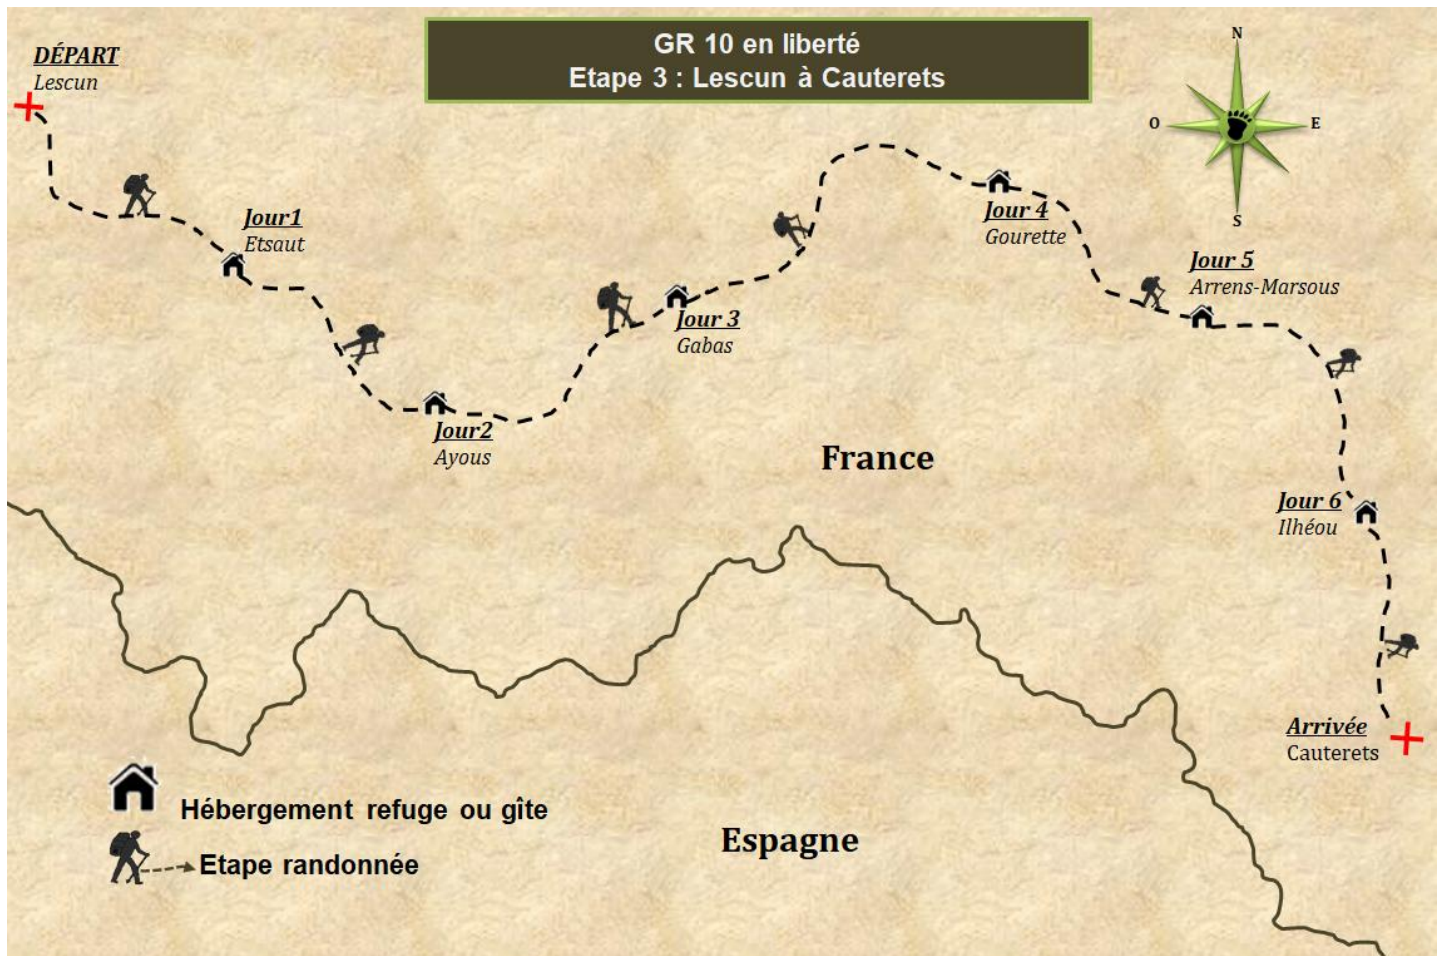 GR 10 en liberté
Etape 3 : Lescun à Cauterets
DÉPART
Lescun
N
O
E
S
Jour1
Etsaut
Jour2
Ayous
Jour 3
Gabas
Jour 4
Gourette
Jour 5
Arrens-Marsous
Jour 6
Ilhéou
Arrivée
Cauterets
France
Espagne
Hébergement refuge ou gîte
Etape randonnée